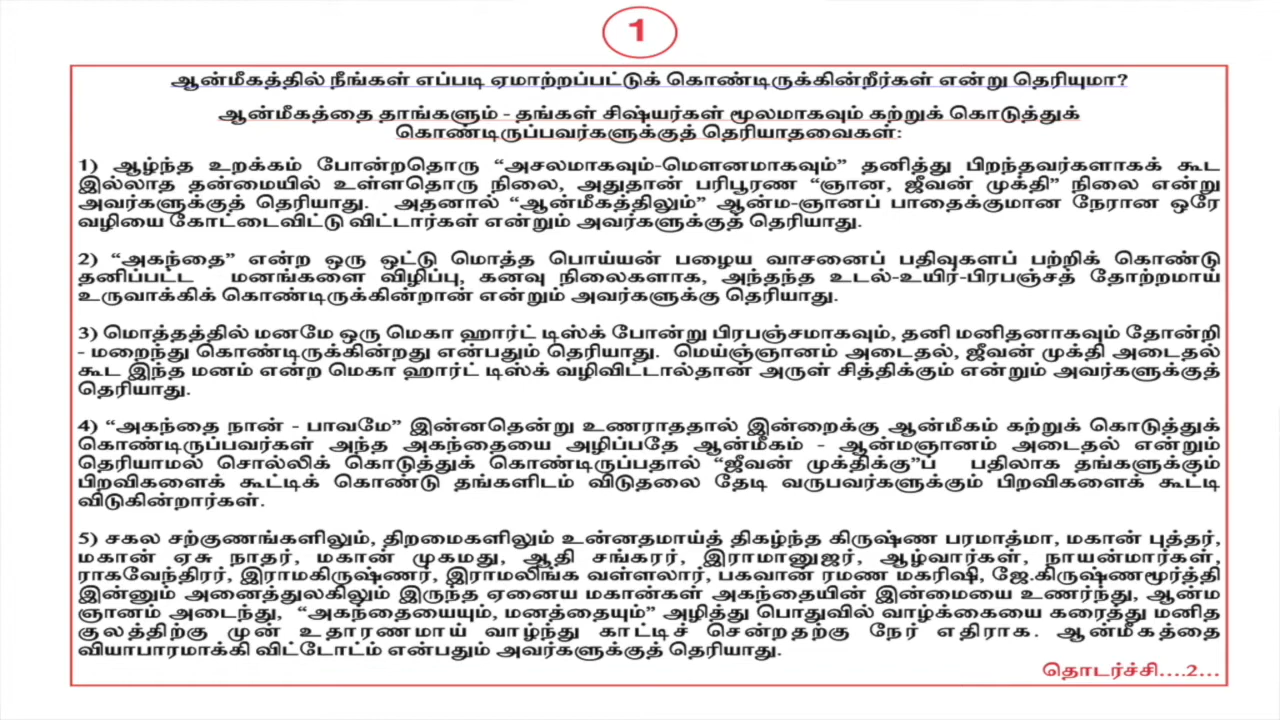 1
ஆன்மீகத்தில் நீங்கள் எப்படி ஏமாற்றப்பட்டுக் கொண்டிருக்கின்றீர்கள் என்று தெரியுமா?
ஆன்மீகத்தை தாங்களும் - தங்கள் சிஷ்யர்கள் மூலமாகவும் கற்றுக் கொடுத்துக்
கொண்டிருப்பவர்களுக்குத் தெரியாதவைகள்:
1) ஆழ்ந்த உறக்கம் போன்றதொரு “அசலமாகவும்-மௌனமாகவும்” தனித்து பிறந்தவர்களாகக் கூட
இல்லாத தன்மையில் உள்ளதொரு நிலை, அதுதான் பரிபூரண “ஞான, ஜீவன் முக்தி” நிலை என்று
அவர்களுக்குத் தெரியாது. அதனால் “ஆன்மீகத்திலும்” ஆன்ம-ஞானப் பாதைக்குமான நேரான ஒரே
வழியை கோட்டைவிட்டு விட்டார்கள் என்றும் அவர்களுக்குத் தெரியாது.
2) “அகந்தை” என்ற ஒரு ஒட்டு மொத்த பொய்யன் பழைய வாசனைப் பதிவுகளப் பற்றிக் கொண்டு
தனிப்பட்ட மனங்களை விழிப்பு, கனவு நிலைகளாக, அந்தந்த உடல்-உயிர்-பிரபஞ்சத் தோற்றமாய்
உருவாக்கிக் கொண்டிருக்கின்றான் என்றும் அவர்களுக்கு தெரியாது.
3) மொத்தத்தில் மனமே ஒரு மெகா ஹார்ட் டிஸ்க் போன்று பிரபஞ்சமாகவும், தனி மனிதனாகவும் தோன்றி
- மறைந்து கொண்டிருக்கின்றது என்பதும் தெரியாது. மெய்ஞ்ஞானம் அடைதல், ஜீவன் முக்தி அடைதல்
கூட இந்த மனம் என்ற மெகா ஹார்ட் டிஸ்க் வழிவிட்டால்தான் அருள் சித்திக்கும் என்றும் அவர்களுக்குத்
தெரியாது.
4) “அகந்தை நான் - பாவமே” இன்னதென்று உணராததால் இன்றைக்கு ஆன்மீகம் கற்றுக் கொடுத்துக்
கொண்டிருப்பவர்கள் அந்த அகந்தையை அழிப்பதே ஆன்மீகம் - ஆன்மஞானம் அடைதல் என்றும்
தெரியாமல் சொல்லிக் கொடுத்துக் கொண்டிருப்பதால் “ஜீவன் முக்திக்கு”ப் பதிலாக தங்களுக்கும்
பிறவிகளைக் கூட்டிக் கொண்டு தங்களிடம் விடுதலை தேடி வருபவர்களுக்கும் பிறவிகளைக் கூட்டி
விடுகின்றார்கள்.
5) சகல சற்குணங்களிலும், திறமைகளிலும் உன்னதமாய்த் திகழ்ந்த கிருஷ்ண பரமாத்மா, மகான் புத்தர்,
மகான் ஏசு நாதர், மகான் முகமது, ஆதி சங்கரர், இராமானுஜர், ஆழ்வார்கள், நாயன்மார்கள்,
ராகவேந்திரர், இராமகிருஷ்ணர், இராமலிங்க வள்ளலார், பகவான் ரமண மகரிஷி, ஜே.கிருஷ்ணமூர்த்தி
இன்னும் அனைத்துலகிலும் இருந்த ஏனைய மகான்கள் அகந்தையின் இன்மையை உணர்ந்து, ஆன்ம
ஞானம் அடைந்து, “அகந்தையையும், மனத்தையும்” அழித்து பொதுவில் வாழ்க்கையை கரைத்து மனித
குலத்திற்கு முன் உதாரணமாய் வாழ்ந்து காட்டிச் சென்றதற்கு நேர் எதிராக. ஆன்மீகத்தை
வியாபாரமாக்கி விட்டோட்ம் என்பதும் அவர்களுக்குத் தெரியாது.
தொடர்ச்சி....2...